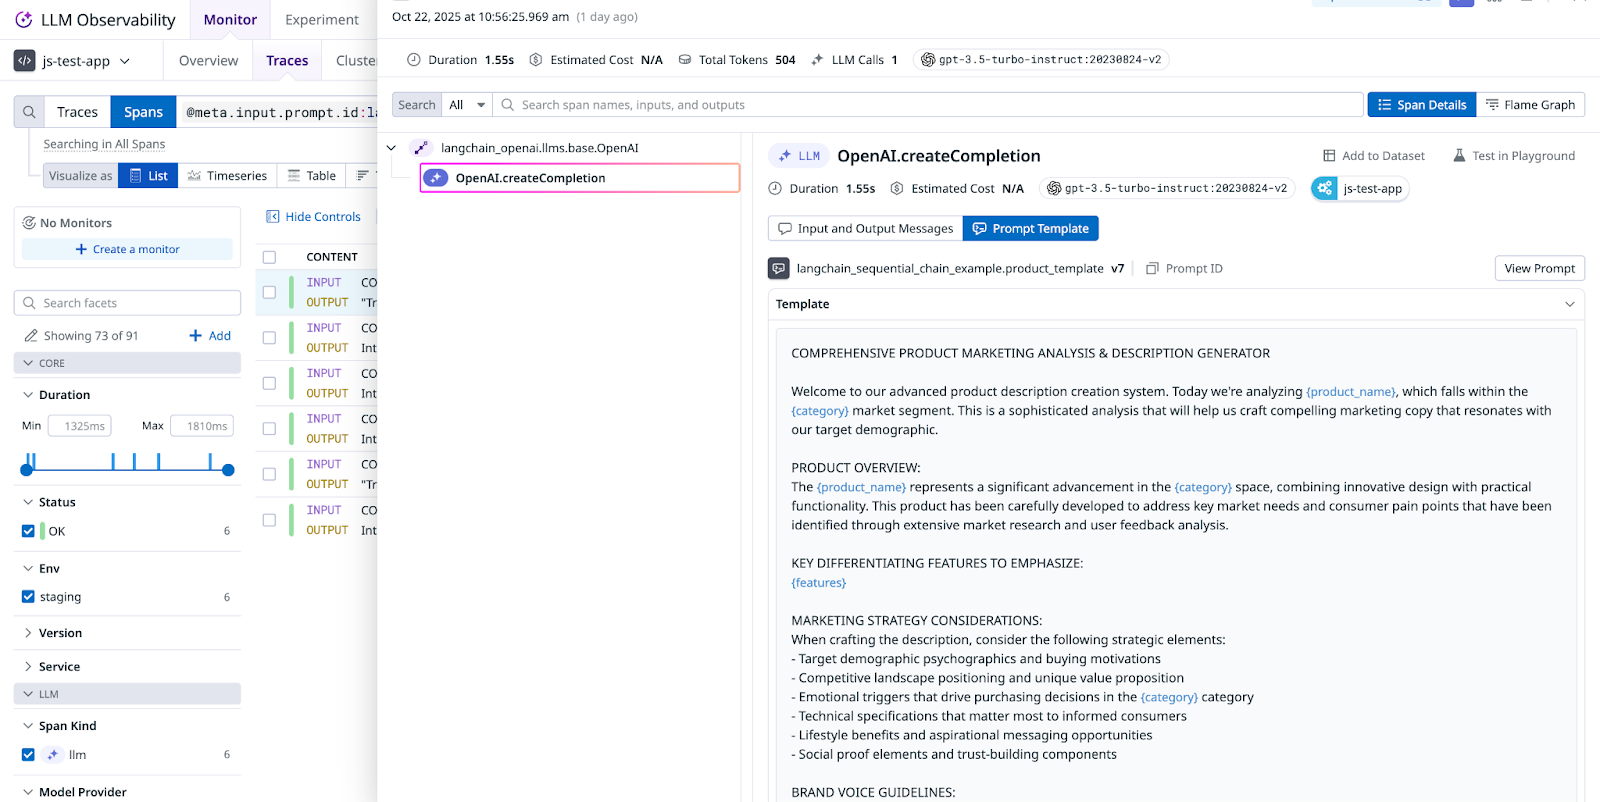 LLM Observability
Monitor
Experiment
js-test-app
Overview
Traces
Cluste
Traces
Spans
@meta.input.prompt.id:la
Searching in All Spans
Visualize as
List
Timeseries
Table
No Monitors
Create a monitor
Hide Controls
Search facets
Showing 73 of 91
Add
CORE
Duration
Min
1325ms
Max
1810ms
Status
OK
6
Env
staging
6
Version
Service
LLM
Span Kind
llm
6
Model Provider
CONTENT
INPUT CO
OUTPUT "Tr
INPUT CO
OUTPUT Int
INPUT CO
OUTPUT Int
INPUT CO
OUTPUT Int
INPUT CO
OUTPUT "Tr
INPUT CO
OUTPUT Int
Oct 22, 2025 at 10:56:25.969 am (1 day ago)
Duration 1.55s
Estimated Cost N/A
Total Tokens 504
LLM Calls 1
gpt-3.5-turbo-instruct:20230824-v2
Search
All
Search span names, inputs, and outputs
Span Details
Flame Graph
langchain_openai.llms.base.OpenAI
OpenAI.createCompletion
LLM
OpenAI.createCompletion
Add to Dataset
Test in Playground
Duration 1.55s
Estimated Cost N/A
gpt-3.5-turbo-instruct:20230824-v2
js-test-app
Input and Output Messages
Prompt Template
langchain_sequential_chain_example.product_template v7
Prompt ID
View Prompt
Template
COMPREHENSIVE PRODUCT MARKETING ANALYSIS & DESCRIPTION GENERATOR
Welcome to our advanced product description creation system. Today we're analyzing {product_name}, which falls within the
{category} market segment. This is a sophisticated analysis that will help us craft compelling marketing copy that resonates with
our target demographic.
PRODUCT OVERVIEW:
The {product_name} represents a significant advancement in the {category} space, combining innovative design with practical
functionality. This product has been carefully developed to address key market needs and consumer pain points that have been
identified through extensive market research and user feedback analysis.
KEY DIFFERENTIATING FEATURES TO EMPHASIZE:
{features}
MARKETING STRATEGY CONSIDERATIONS:
When crafting the description, consider the following strategic elements:
- Target demographic psychographics and buying motivations
- Competitive landscape positioning and unique value proposition
- Emotional triggers that drive purchasing decisions in the {category} category
- Technical specifications that matter most to informed consumers
- Lifestyle benefits and aspirational messaging opportunities
- Social proof elements and trust-building components
BRAND VOICE GUIDELINES: